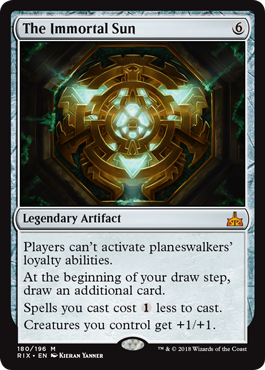 The Immortal Sun 6
Legendary Artifact
Players can't activate planeswalkers'
loyalty abilities.
At the beginning of your draw step,
draw an additional card.
Spells you cast cost 1 less to cast.
Creatures you control get +1/+1.
180/196 M
RIX • EN KIERAN YANNER
™ & © 2018 Wizards of the Coast